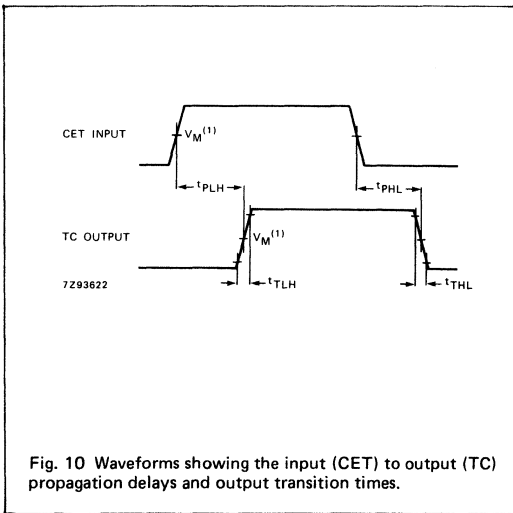 CET INPUT
V_M(1)
t_PLH
t_PHL
TC OUTPUT
V_M(1)
7Z93622
t_TLH
t_THL
Fig. 10 Waveforms showing the input (CET) to output (TC)
propagation delays and output transition times.